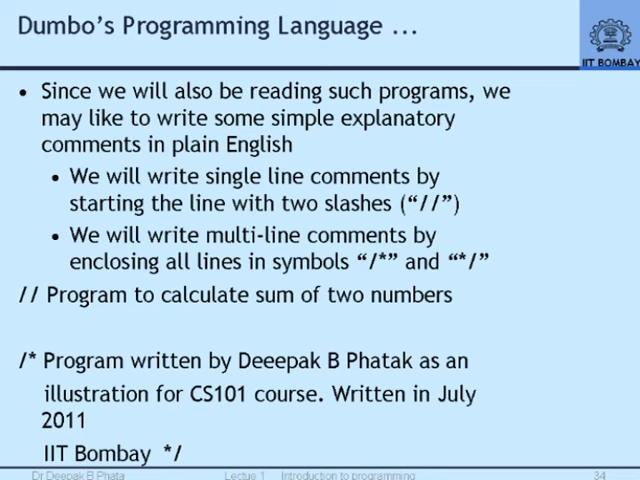 Dumbo's Programming Language ...
IIT BOMBAY
• Since we will also be reading such programs, we
may like to write some simple explanatory
comments in plain English
• We will write single line comments by
starting the line with two slashes (“//”)
• We will write multi-line comments by
enclosing all lines in symbols “/*” and “*/”
// Program to calculate sum of two numbers
/* Program written by Deeepak B Phatak as an
illustration for CS101 course. Written in July
2011
IIT Bombay */
Dr Deepak B Phata Lectue 1 Introduction to programming 34